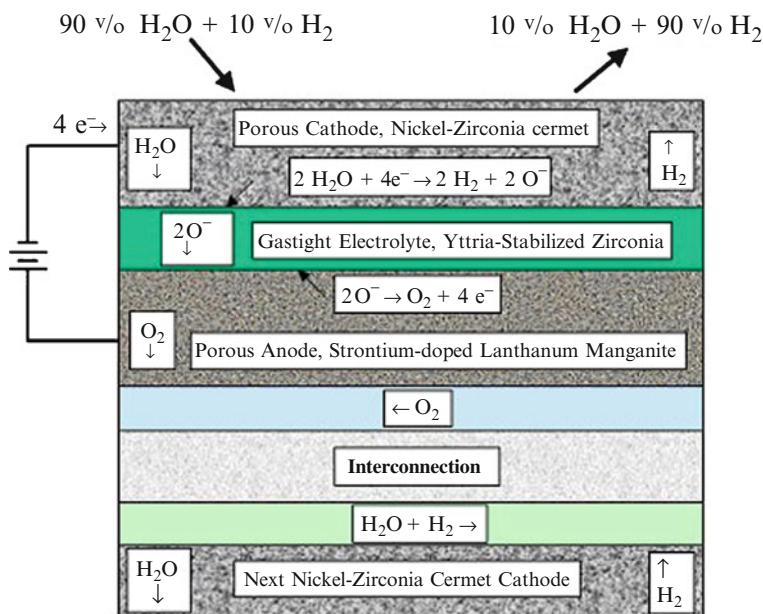 90 v/o H₂O + 10 v/o H₂
10 v/o H₂O + 90 v/o H₂
4 e⁻→
Porous Cathode, Nickel-Zirconia cermet
H₂O
↓
↑
H₂
2 H₂O + 4e⁻→ 2 H₂ + 2 O⁻
2O⁻
↓
Gastight Electrolyte, Yttria-Stabilized Zirconia
2O⁻→ O₂ + 4 e⁻
O₂
↓
Porous Anode, Strontium-doped Lanthanum Manganite
← O₂
Interconnection
H₂O + H₂ →
H₂O
↓
Next Nickel-Zirconia Cermet Cathode
↑
H₂